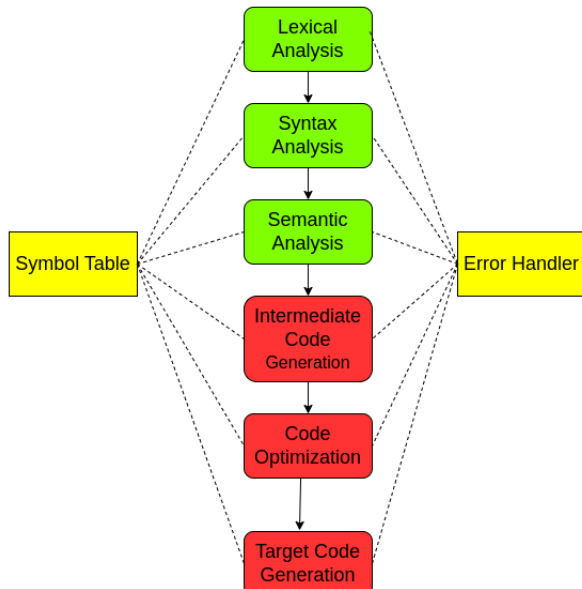 Lexical
Analysis
Syntax
Analysis
Semantic
Analysis
Symbol Table
Error Handler
Intermediate
Code
Generation
Code
Optimization
Target Code
Generation